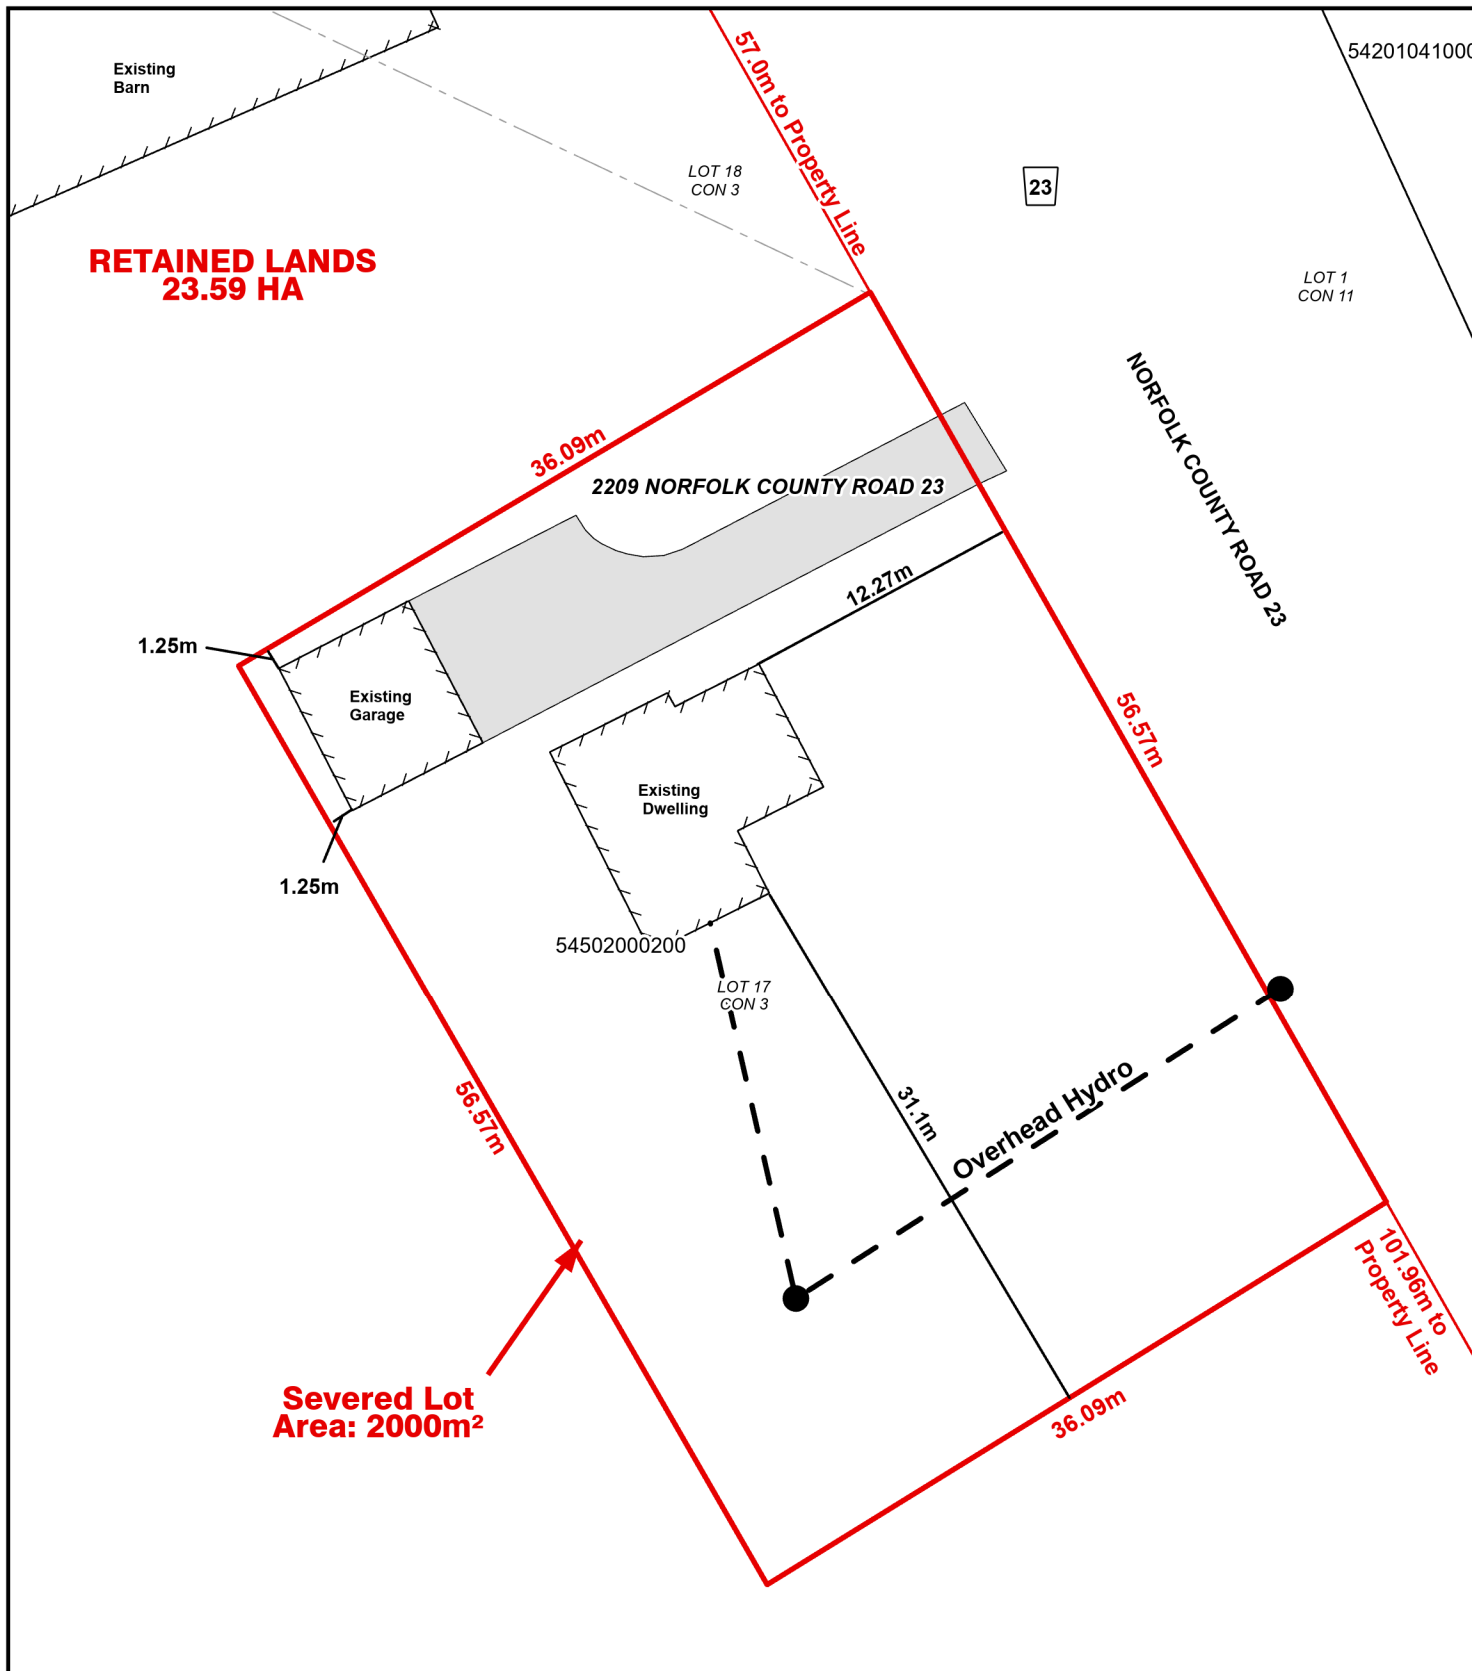 Existing
Barn
57.0m to Property Line
54201041000
LOT 18
CON 3
23
RETAINED LANDS
23.59 HA
LOT 1
CON 11
NORFOLK COUNTY ROAD 23
36.09m
2209 NORFOLK COUNTY ROAD 23
12.27m
1.25m
Existing
Garage
56.57m
Existing
Dwelling
1.25m
54502000200
LOT 17
CON 3
56.57m
31.1m
Overhead Hydro
101.96m to
Property Line
Severed Lot
Area: 2000m²
36.09m